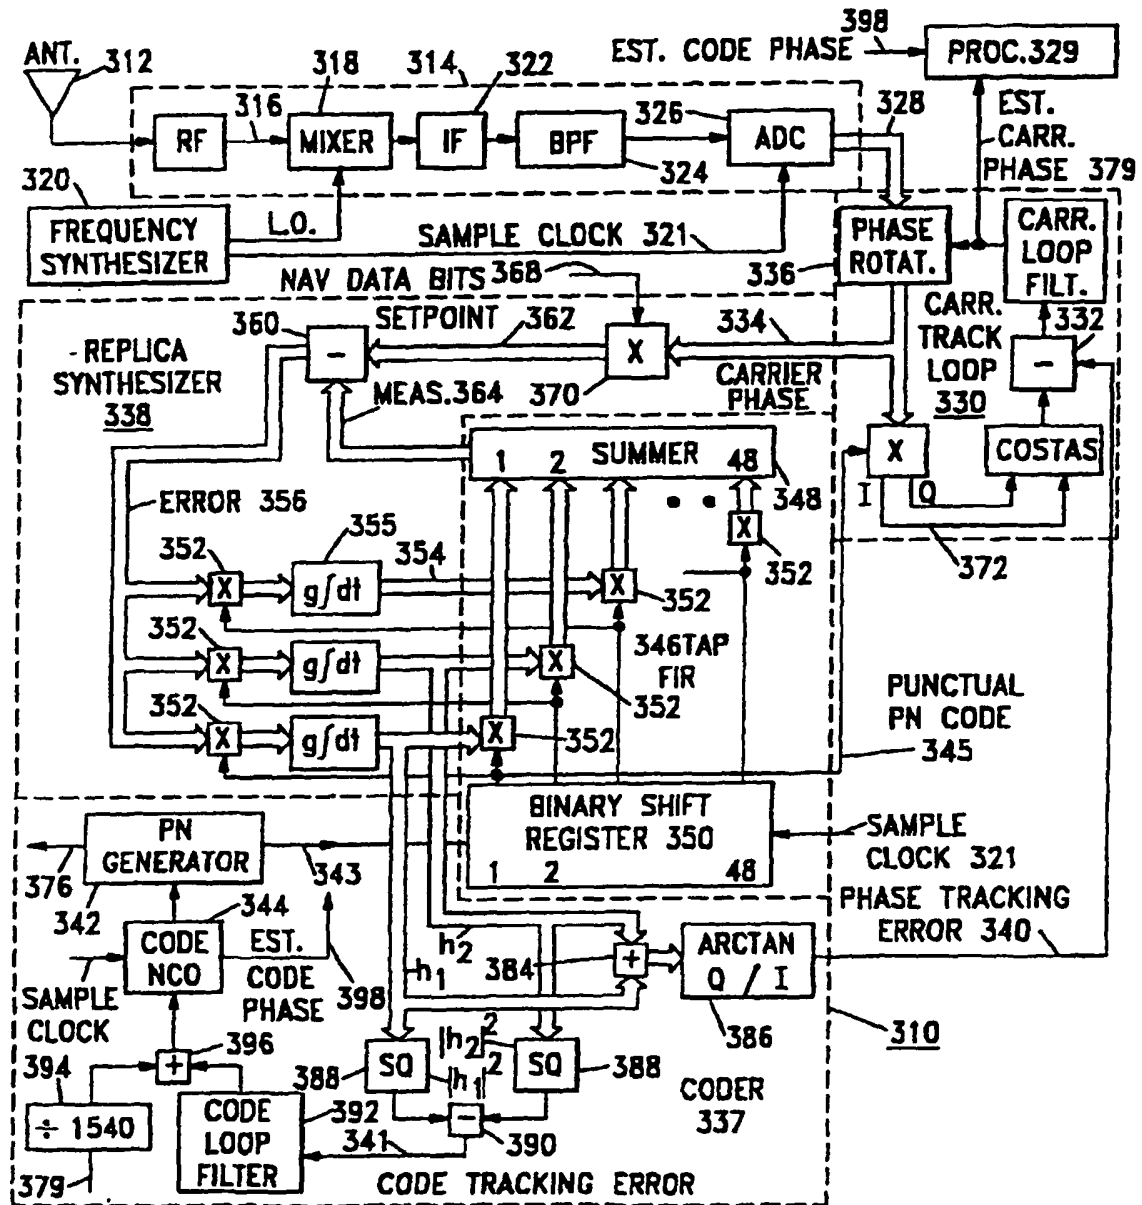 ANT.
312
318
314
322
EST. CODE PHASE
398
PROC.329
316
326
328
EST.
CARR.
PHASE 379
RF
MIXER
IF
BPF
ADC
324
320
L.O.
FREQUENCY
SYNTHESIZER
SAMPLE CLOCK 321
PHASE
ROTAT.
336
CARR.
LOOP
FILT.
NAV DATA BITS
368
360
SETPOINT
362
334
CARR.
TRACK
LOOP
330
332
-REPLICA
SYNTHESIZER
338
-
X
370
CARRIER
PHASE
-
MEAS.364
SUMMER
1
2
48
348
X
COSTAS
I
Q
372
ERROR 356
X
352
352
355
354
X
g∫dt
X
352
346TAP
FIR
352
X
g∫dt
X
352
352
X
g∫dt
X
352
PUNCTUAL
PN CODE
345
PN
GENERATOR
376
342
343
BINARY SHIFT
REGISTER 350
1
2
48
SAMPLE
CLOCK 321
344
CODE
NCO
EST.
CODE
PHASE
398
SAMPLE
CLOCK
h2
h1
384
+
ARCTAN
Q / I
386
PHASE TRACKING
ERROR 340
310
396
+
394
÷ 1540
379
388
SQ
|h2|2
|h1|2
SQ
388
CODER
337
CODE
LOOP
FILTER
392
341
-
390
CODE TRACKING ERROR